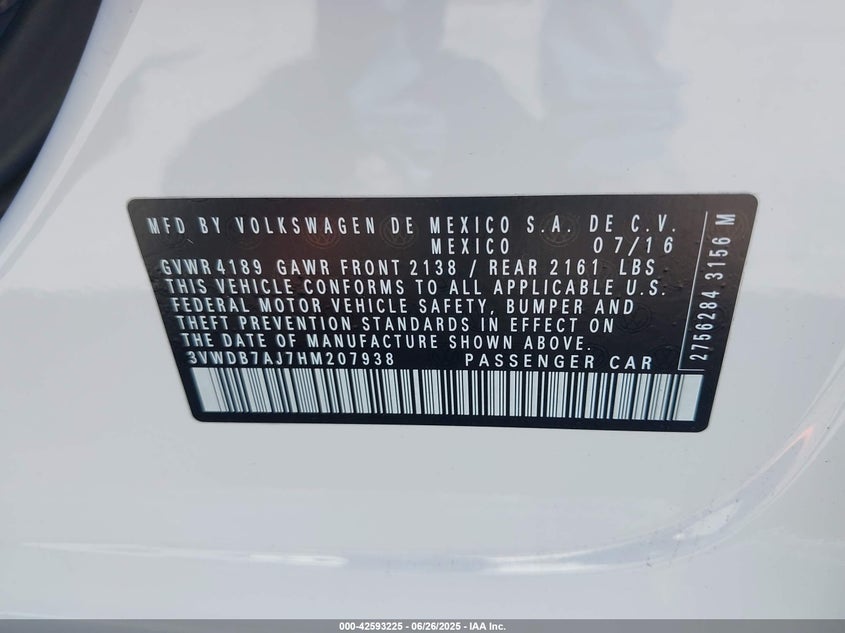 MFD BY VOLKSWAGEN DE MEXICO S.A. DE C.V.
MEXICO 07/16
GVWR 4189 GAWR FRONT 2138 / REAR 2161 LBS
THIS VEHICLE CONFORMS TO ALL APPLICABLE U.S.
FEDERAL MOTOR VEHICLE SAFETY, BUMPER AND
THEFT PREVENTION STANDARDS IN EFFECT ON
THE DATE OF MANUFACTURE SHOWN ABOVE.
3VWDB7AJ7HM207938 PASSENGER CAR
2756284 3156 M
000-42593225 - 06/26/2025 - IAA Inc.